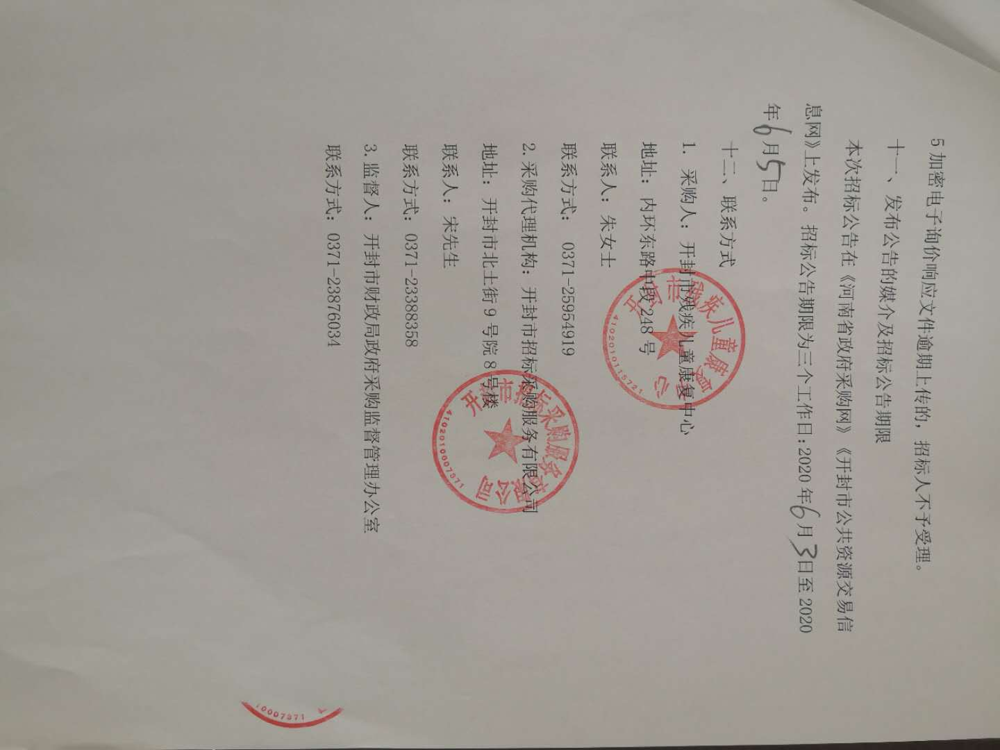 5 加密电子询价响应文件逾期上传的，招标人不予受理。
十一、发布公告的媒介及招标公告期限
本次招标公告在《河南省政府采购网》《开封市公共资源交易信
息网》上发布。招标公告期限为三个工作日:2020 年 6 月 3 日至 2020
年 6 月 5 日。
十二、联系方式
1. 采购人：开封市残疾儿童康复中心
地址：内环东路中段 248 号
联系人：朱女士
联系方式： 0371-25954919
2. 采购代理机构：开封市招标采购服务有限公司
地址：开封市北土街 9 号院 8 号楼
联系人：宋先生
联系方式：0371-23388358
3. 监督人：开封市财政局政府采购监督管理办公室
联系方式：0371-23876034
开封市残疾儿童康复中心
4102010115721
开封市招标采购服务有限公司
4102010007371
10007371